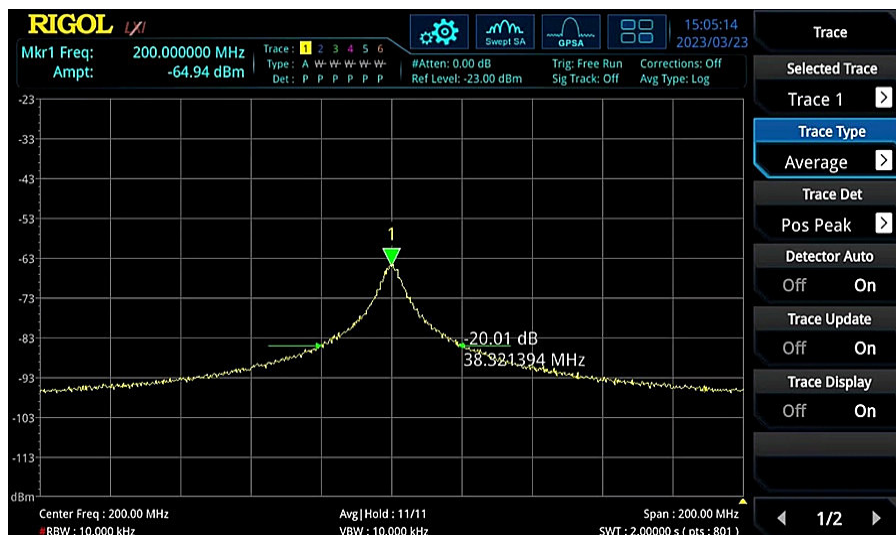 RIGOL LXI
Mkr1 Freq: 200.000000 MHz
Ampt: -64.94 dBm
Trace: 1 2 3 4 5 6
Type: A W W W W W
Det: P P P P P P
#Atten: 0.00 dB
Ref Level: -23.00 dBm
Swept SA
GPSA
Trig: Free Run
Sig Track: Off
Corrections: Off
Avg Type: Log
15:05:14
2023/03/23
-23
-33
-43
-53
-63
-73
-83
-93
-103
-113
dBm
1
-20.01 dB
38.321394 MHz
Center Freq : 200.00 MHz
Avg|Hold : 11/11
Span : 200.00 MHz
#RBW : 10.000 kHz
VBW : 10.000 kHz
SWT : 2.00000 s ( pts : 801 )
Trace
Selected Trace
Trace 1
Trace Type
Average
Trace Det
Pos Peak
Detector Auto
Off On
Trace Update
Off On
Trace Display
Off On
1/2